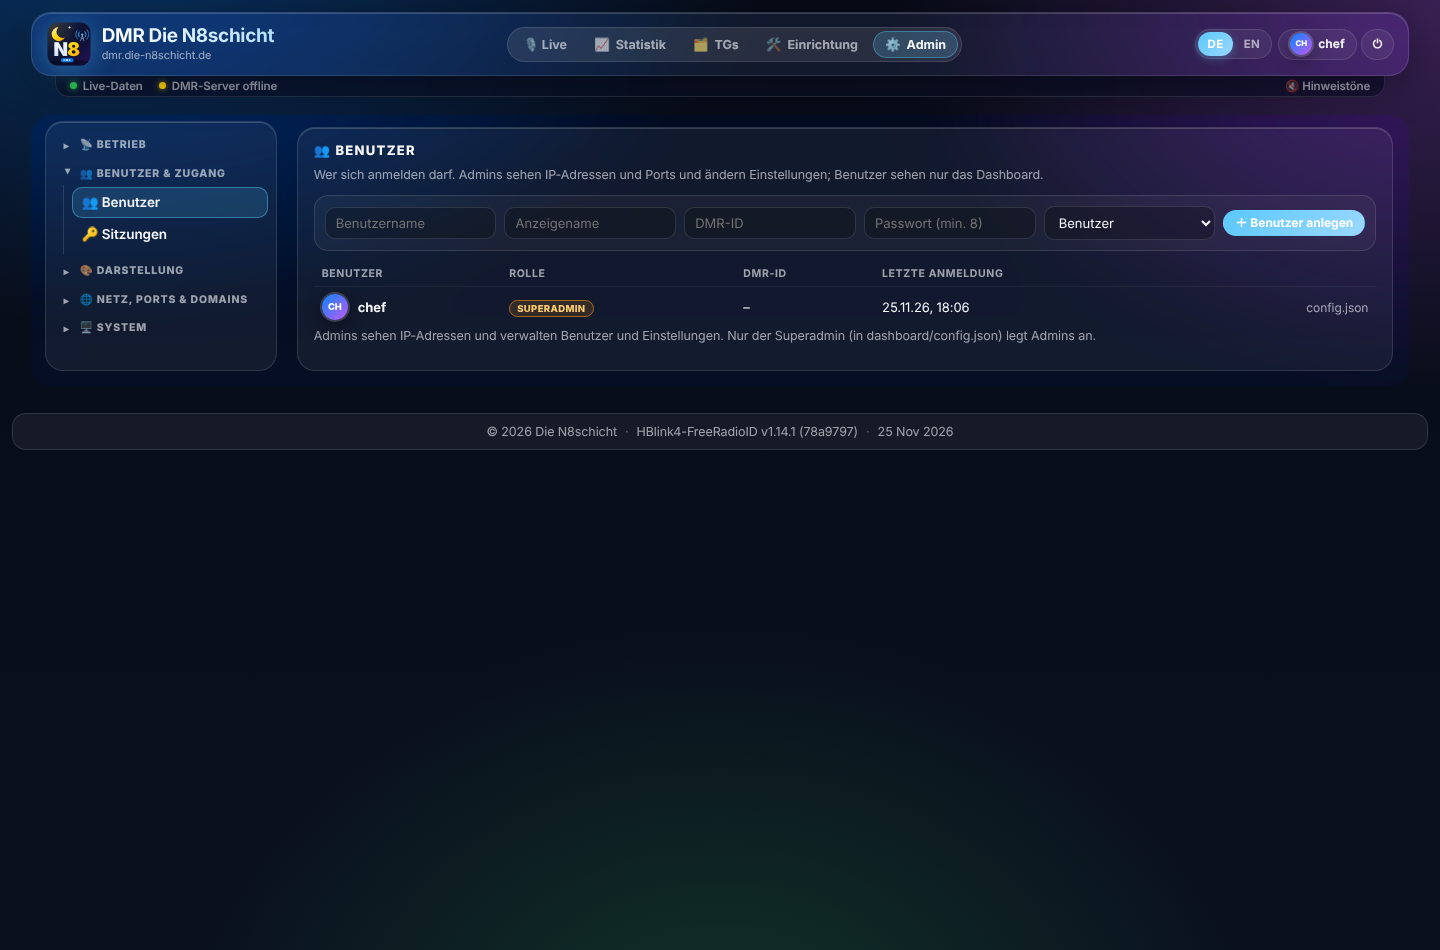 N8
DMR Die N8schicht
dmr.die-n8schicht.de
Live
Statistik
TGs
Einrichtung
Admin
DE
EN
CH
chef
Live-Daten
DMR-Server offline
Hinweistöne
BETRIEB
BENUTZER & ZUGANG
Benutzer
Sitzungen
DARSTELLUNG
NETZ, PORTS & DOMAINS
SYSTEM
BENUTZER
Wer sich anmelden darf. Admins sehen IP-Adressen und Ports und ändern Einstellungen; Benutzer sehen nur das Dashboard.
Benutzername
Anzeigename
DMR-ID
Passwort (min. 8)
Benutzer
+ Benutzer anlegen
BENUTZER ROLLE DMR-ID LETZTE ANMELDUNG
CH chef SUPERADMIN – 25.11.26, 18:06 config.json
Admins sehen IP-Adressen und verwalten Benutzer und Einstellungen. Nur der Superadmin (in dashboard/config.json) legt Admins an.
© 2026 Die N8schicht · HBlink4-FreeRadioID v1.14.1 (78a9797) · 25 Nov 2026